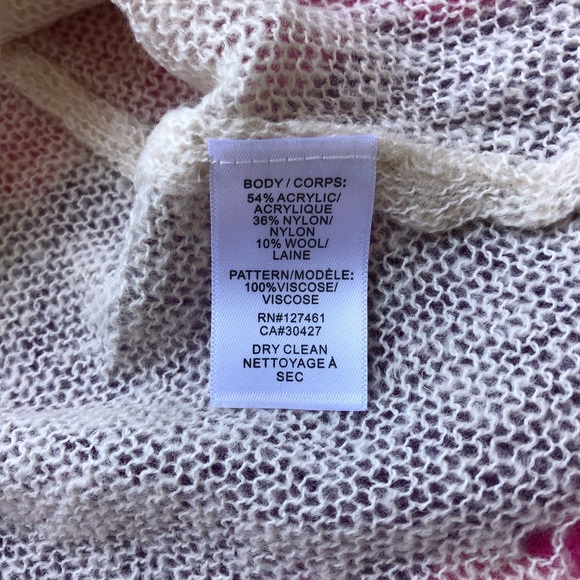 BODY / CORPS:
54% ACRYLIC/
ACRYLIQUE
36% NYLON/
NYLON
10% WOOL/
LAINE
PATTERN/MODÈLE:
100%VISCOSE/
VISCOSE
RN#127461
CA#30427
DRY CLEAN
NETTOYAGE À
SEC